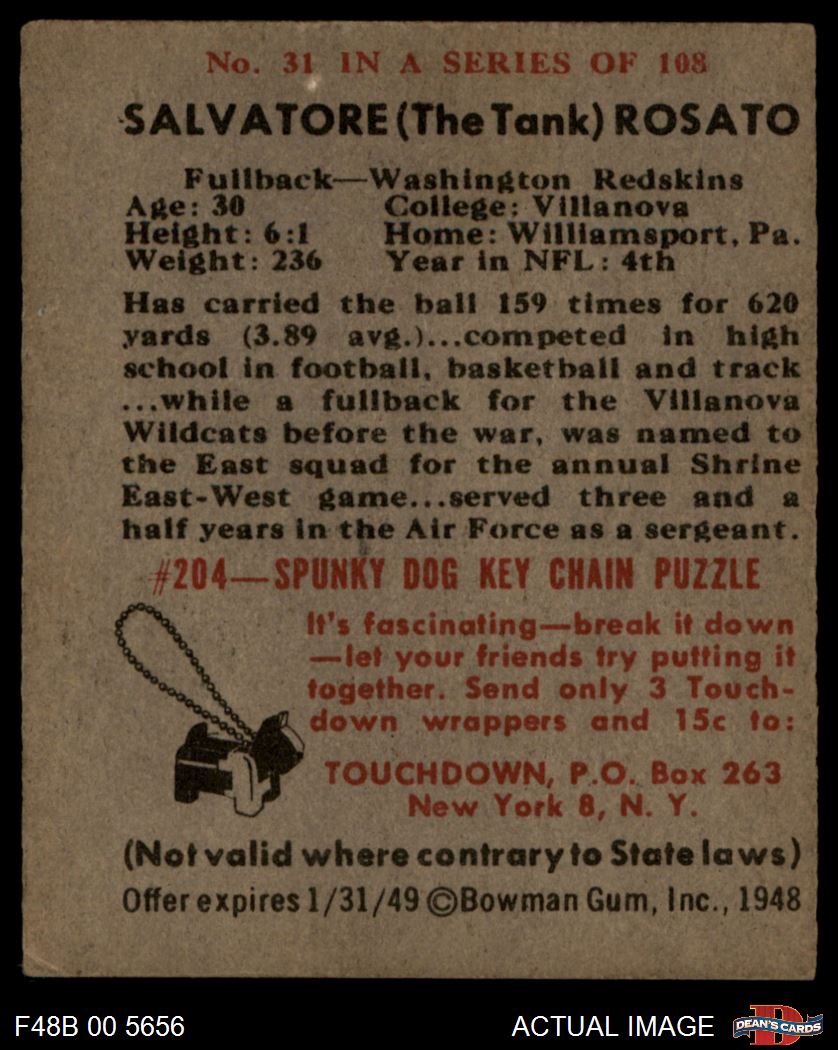 No. 31 IN A SERIES OF 108
SALVATORE (The Tank) ROSATO
Fullback—Washington Redskins
Age: 30 College: Villanova
Height: 6:1 Home: Williamsport, Pa.
Weight: 236 Year in NFL: 4th
Has carried the ball 159 times for 620
yards (3.89 avg.)...competed in high
school in football, basketball and track
...while a fullback for the Villanova
Wildcats before the war, was named to
the East squad for the annual Shrine
East-West game...served three and a
half years in the Air Force as a sergeant.
#204—SPUNKY DOG KEY CHAIN PUZZLE
It's fascinating—break it down
—let your friends try putting it
together. Send only 3 Touch-
down wrappers and 15c to:
TOUCHDOWN, P.O. Box 263
New York 8, N. Y.
(Not valid where contrary to State laws)
Offer expires 1/31/49 ©Bowman Gum, Inc., 1948
F48B 00 5656 ACTUAL IMAGE D DEAN'S CARDS